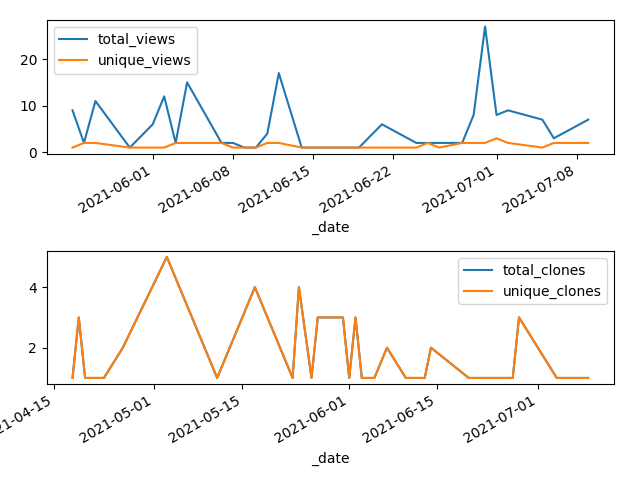 total_views
unique_views
20
10
0
2021-06-01
2021-06-08
2021-06-15
2021-06-22
2021-07-01
2021-07-08
_date
total_clones
unique_clones
4
2
21-04-15
2021-05-01
2021-05-15
2021-06-01
2021-06-15
2021-07-01
_date